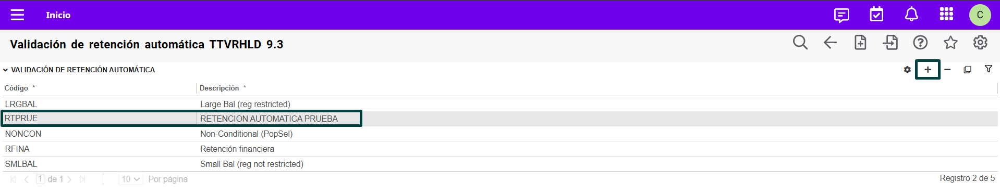 Inicio
C
Validación de retención automática TTVRHLD 9.3
VALIDACIÓN DE RETENCIÓN AUTOMÁTICA
Código * Descripción *
LRGBAL Large Bal (reg restricted)
RTPRUE RETENCION AUTOMATICA PRUEBA
NONCON Non-Conditional (PopSel)
RFINA Retención financiera
SMLBAL Small Bal (reg not restricted)
1 de 1 10 Por página Registro 2 de 5